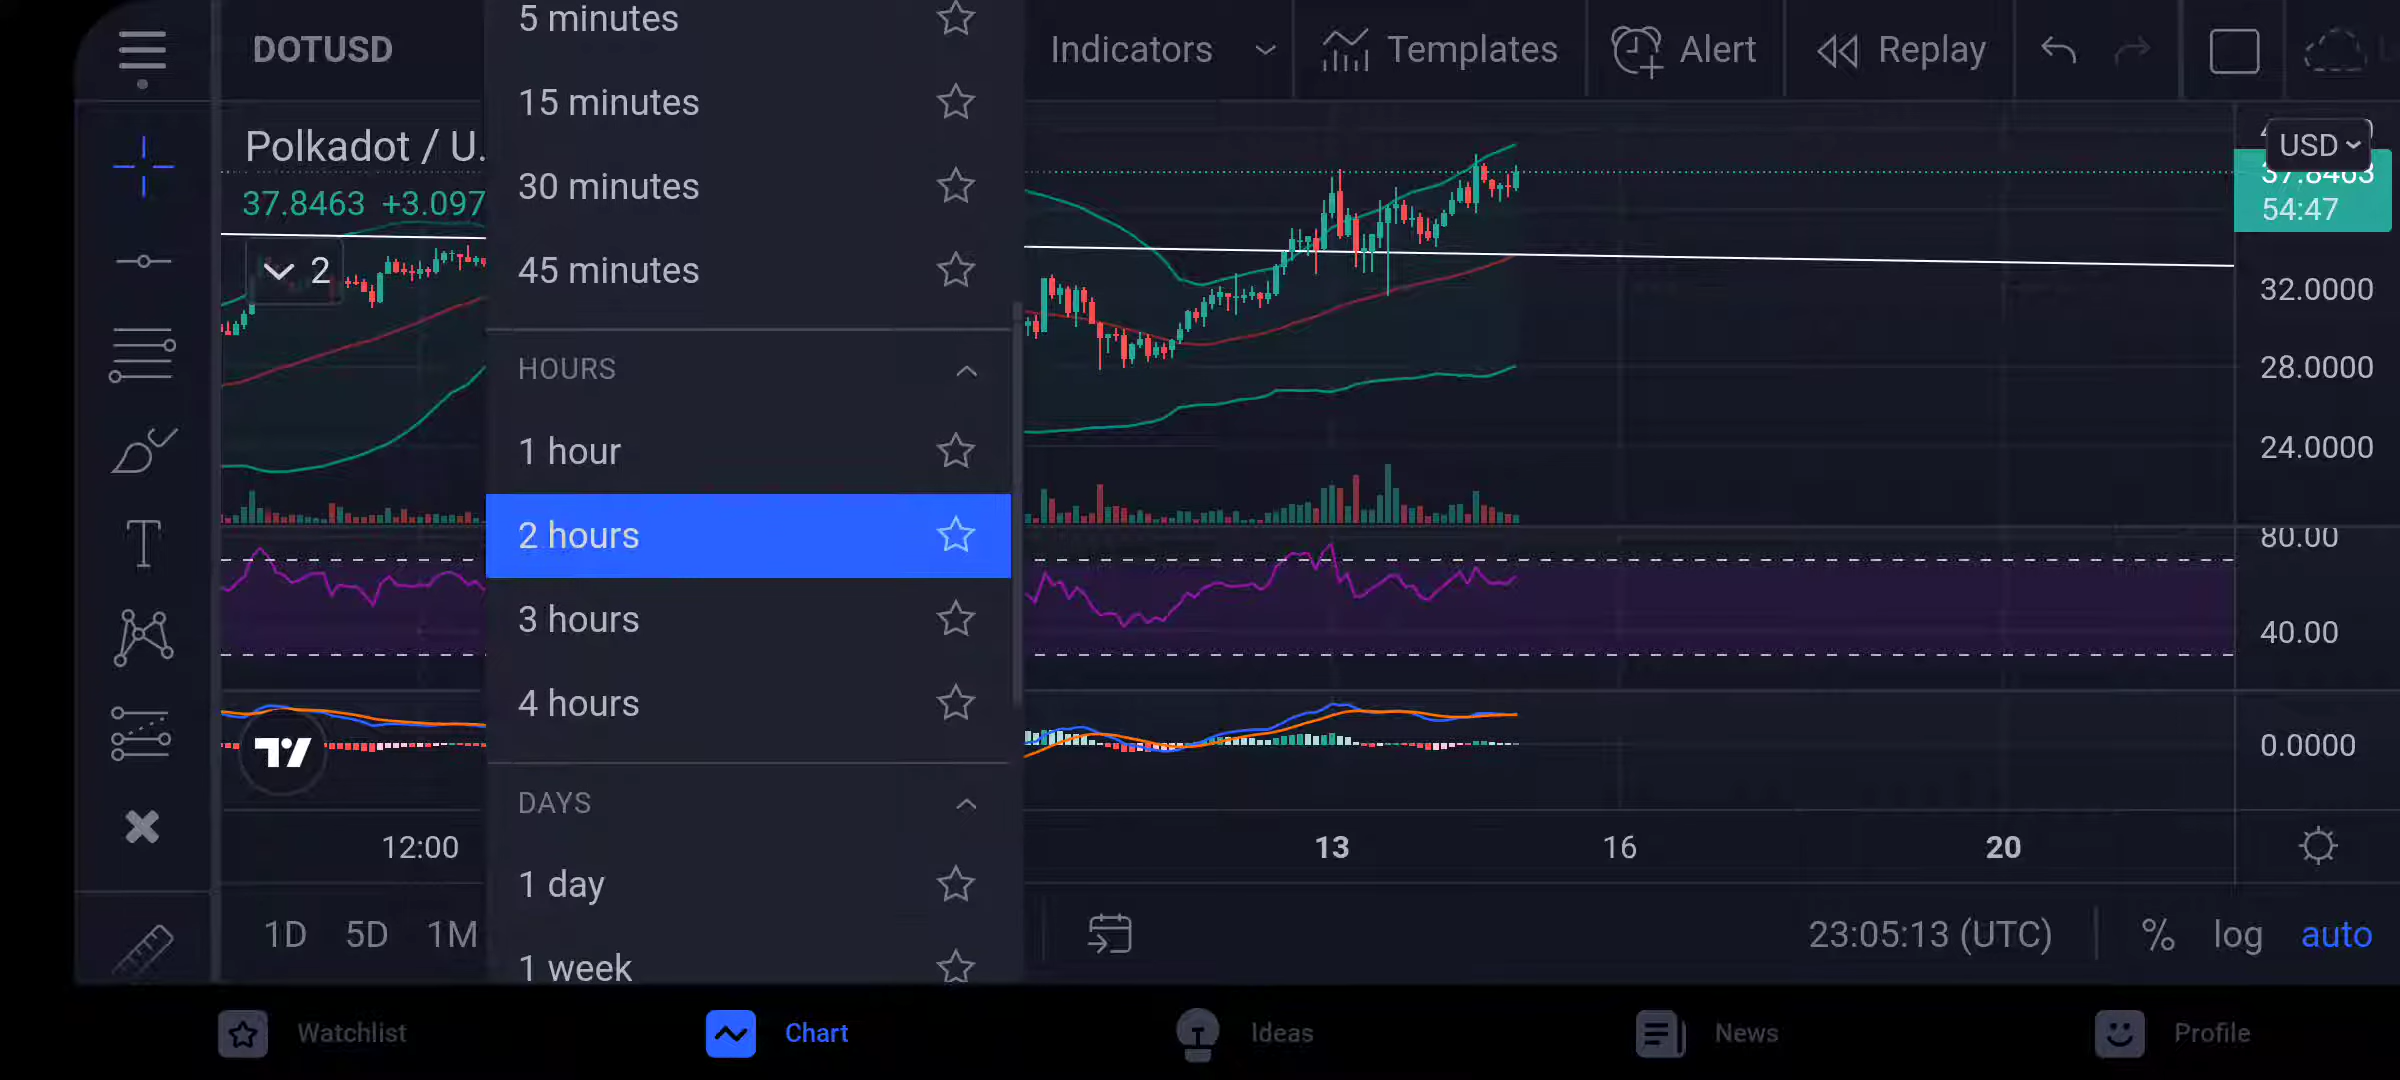 DOTUSD
5 minutes
Indicators
Templates
Alert
Replay
15 minutes
Polkadot / U.
USD
37.8463 +3.097
30 minutes
37.8463
54:47
2
45 minutes
32.0000
HOURS
28.0000
1 hour
24.0000
2 hours
80.00
3 hours
40.00
4 hours
0.0000
DAYS
12:00
13
16
20
1 day
1D
5D
1M
23:05:13 (UTC)
%
log
auto
1 week
Watchlist
Chart
Ideas
News
Profile